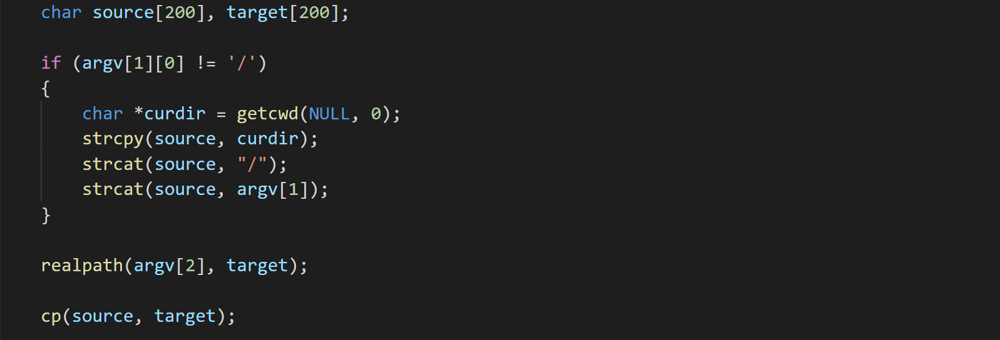 char source[200], target[200];
if (argv[1][0] != '/')
{
char *curdir = getcwd(NULL, 0);
strcpy(source, curdir);
strcat(source, "/");
strcat(source, argv[1]);
}
realpath(argv[2], target);
cp(source, target);